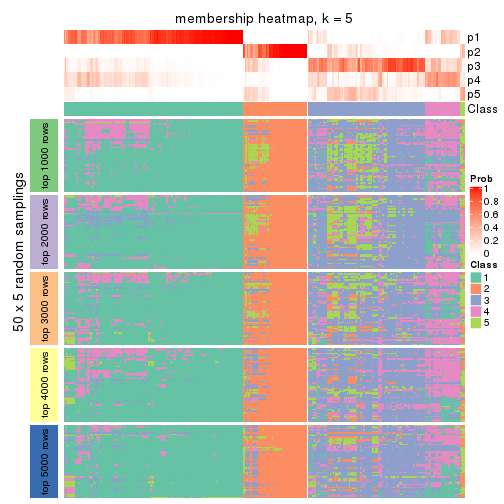 membership heatmap, k = 5
p1
p2
p3
p4
p5
Class
50 x 5 random samplings
top 1000 rows
top 2000 rows
top 3000 rows
top 4000 rows
top 5000 rows
Prob
1
0.8
0.6
0.4
0.2
0
Class
1
2
3
4
5